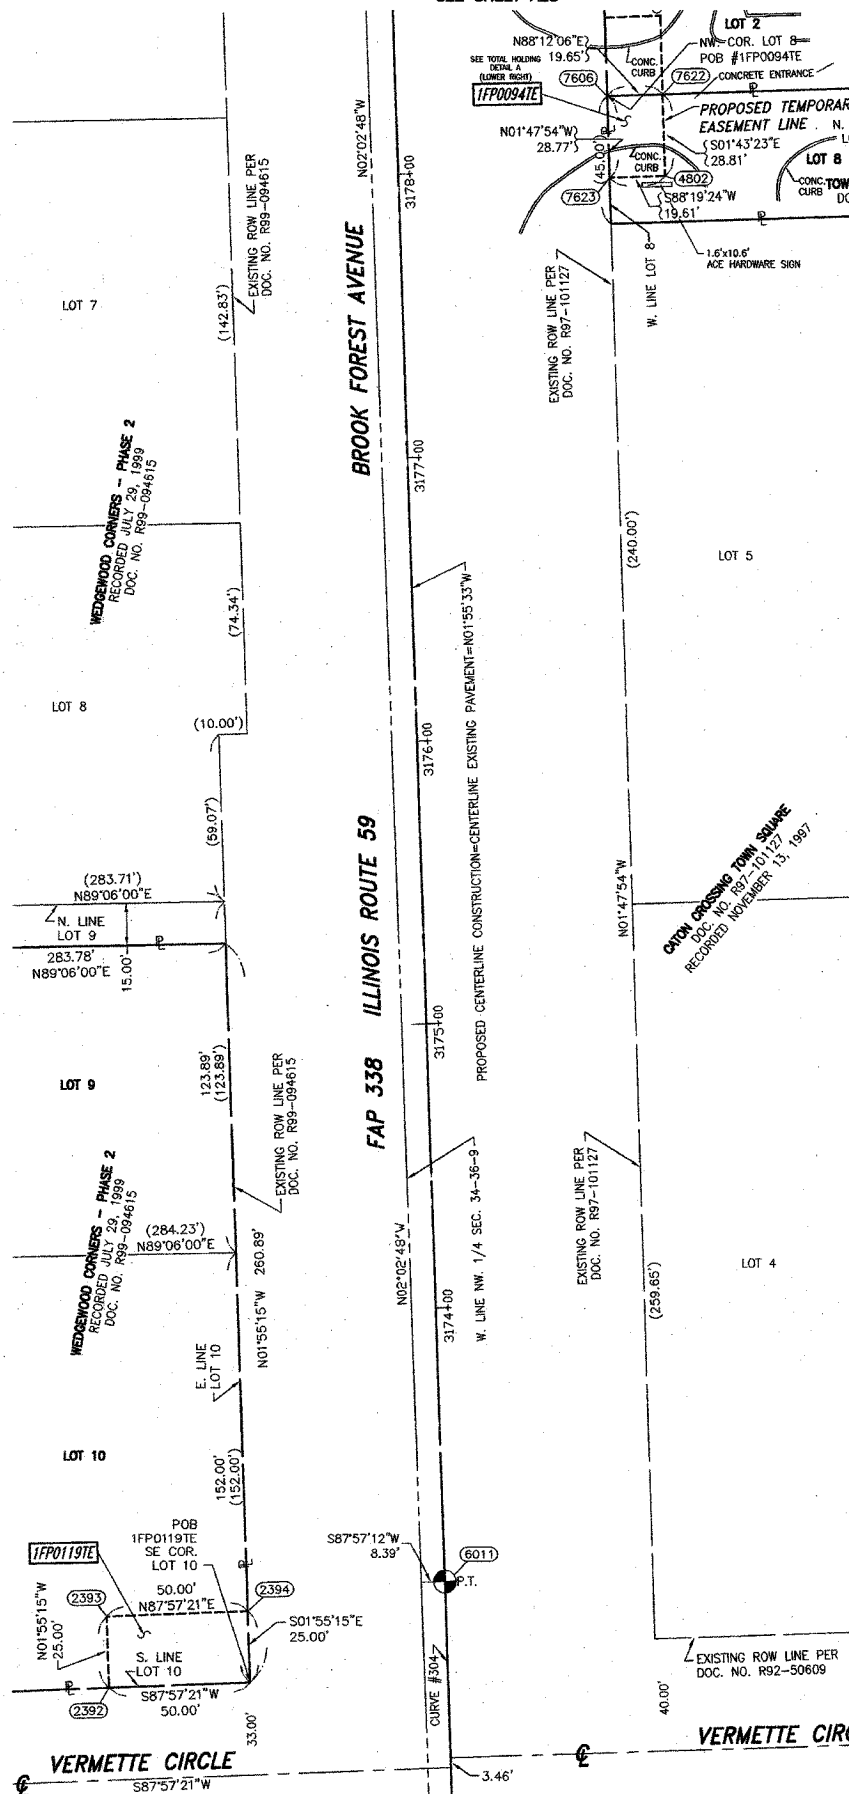 LOT 2
N88°12'06"E
19.65'
NW. COR. LOT 8
POB #1FP0094TE
SEE TOTAL HOLDING
DETAIL A
(LOWER RIGHT)
CONC.
CURB
7606
7622
CONCRETE ENTRANCE
1FP0094TE
PROPOSED TEMPORAR
EASEMENT LINE
N.
N01°47'54"W
28.77'
(45.00')
S01°43'23"E
28.81'
LOT 8
CONC.
CURB
CONC.
CURB
TOW
DO
7623
4802
S88°19'24"W
19.61'
1.6'x10.6'
ACE HARDWARE SIGN
W. LINE LOT 8
EXISTING ROW LINE PER
DOC. NO. R97-101127
N02°02'48"W
3178+00
EXISTING ROW LINE PER
DOC. NO. R99-094615
(142.83')
LOT 7
BROOK FOREST AVENUE
3177+00
WEDGEWOOD CORNERS - PHASE 2
RECORDED JULY 29, 1999
DOC. NO. R99-094615
(74.34')
(240.00')
LOT 5
PROPOSED CENTERLINE CONSTRUCTION=CENTERLINE EXISTING PAVEMENT=N01°55'33"W
LOT 8
(10.00')
3176+00
(59.07')
FAP 338 ILLINOIS ROUTE 59
CATON CROSSING TOWN SQUARE
DOC. NO. R97-101127
RECORDED NOVEMBER 13, 1997
(283.71')
N89°06'00"E
N. LINE
LOT 9
283.78'
N89°06'00"E
15.00'
N01°47'54"W
3175+00
LOT 9
123.89'
(123.89')
EXISTING ROW LINE PER
DOC. NO. R99-094615
WEDGEWOOD CORNERS - PHASE 2
RECORDED JULY 29, 1999
DOC. NO. R99-094615
(284.23')
N89°06'00"E
N01°55'15"W 260.89'
N02°02'48"W
W. LINE NW. 1/4 SEC. 34-36-9
EXISTING ROW LINE PER
DOC. NO. R97-101127
(259.65')
LOT 4
3174+00
E. LINE
LOT 10
LOT 10
152.00'
(152.00')
POB
1FP0119TE
SE COR.
LOT 10
1FP0119TE
S87°57'12"W
8.39'
6011
P.T.
50.00'
N87°57'21"E
2393
2394
N01°55'15"W
25.00'
S01°55'15"E
25.00'
S. LINE
LOT 10
2392
S87°57'21"W
50.00'
33.00'
CURVE #304
EXISTING ROW LINE PER
DOC. NO. R92-50609
40.00'
VERMETTE CIRCLE
S87°57'21"W
3.46'
VERMETTE CIRC